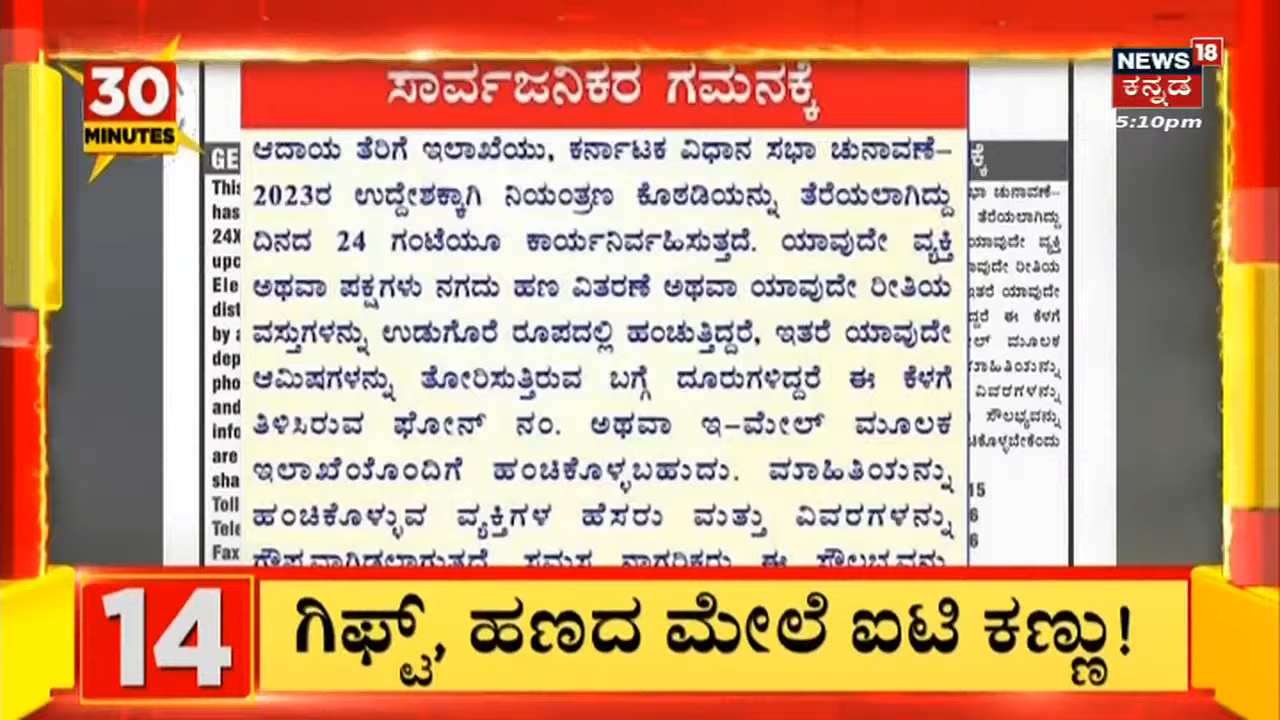 30
MINUTES
NEWS 18
ಕನ್ನಡ
5:10pm
ಸಾರ್ವಜನಿಕರ ಗಮನಕ್ಕೆ
ಆದಾಯ ತೆರಿಗೆ ಇಲಾಖೆಯು, ಕರ್ನಾಟಕ ವಿಧಾನ ಸಭಾ ಚುನಾವಣೆ–
2023ರ ಉದ್ದೇಶಕ್ಕಾಗಿ ನಿಯಂತ್ರಣ ಕೊಠಡಿಯನ್ನು ತೆರೆಯಲಾಗಿದ್ದು
ದಿನದ 24 ಗಂಟೆಯೂ ಕಾರ್ಯನಿರ್ವಹಿಸುತ್ತದೆ. ಯಾವುದೇ ವ್ಯಕ್ತಿ
ಅಥವಾ ಪಕ್ಷಗಳು ನಗದು ಹಣ ವಿತರಣೆ ಅಥವಾ ಯಾವುದೇ ರೀತಿಯ
ವಸ್ತುಗಳನ್ನು ಉಡುಗೊರೆ ರೂಪದಲ್ಲಿ ಹಂಚುತ್ತಿದ್ದರೆ, ಇತರೆ ಯಾವುದೇ
ಆಮಿಷಗಳನ್ನು ತೋರಿಸುತ್ತಿರುವ ಬಗ್ಗೆ ದೂರುಗಳಿದ್ದರೆ ಈ ಕೆಳಗೆ
ತಿಳಿಸಿರುವ ಫೋನ್ ನಂ. ಅಥವಾ ಇ–ಮೇಲ್ ಮೂಲಕ
ಇಲಾಖೆಯೊಂದಿಗೆ ಹಂಚಿಕೊಳ್ಳಬಹುದು. ಮಾಹಿತಿಯನ್ನು
ಹಂಚಿಕೊಳ್ಳುವ ವ್ಯಕ್ತಿಗಳ ಹೆಸರು ಮತ್ತು ವಿವರಗಳನ್ನು
14
ಗಿಫ್ಟ್, ಹಣದ ಮೇಲೆ ಐಟಿ ಕಣ್ಣು!